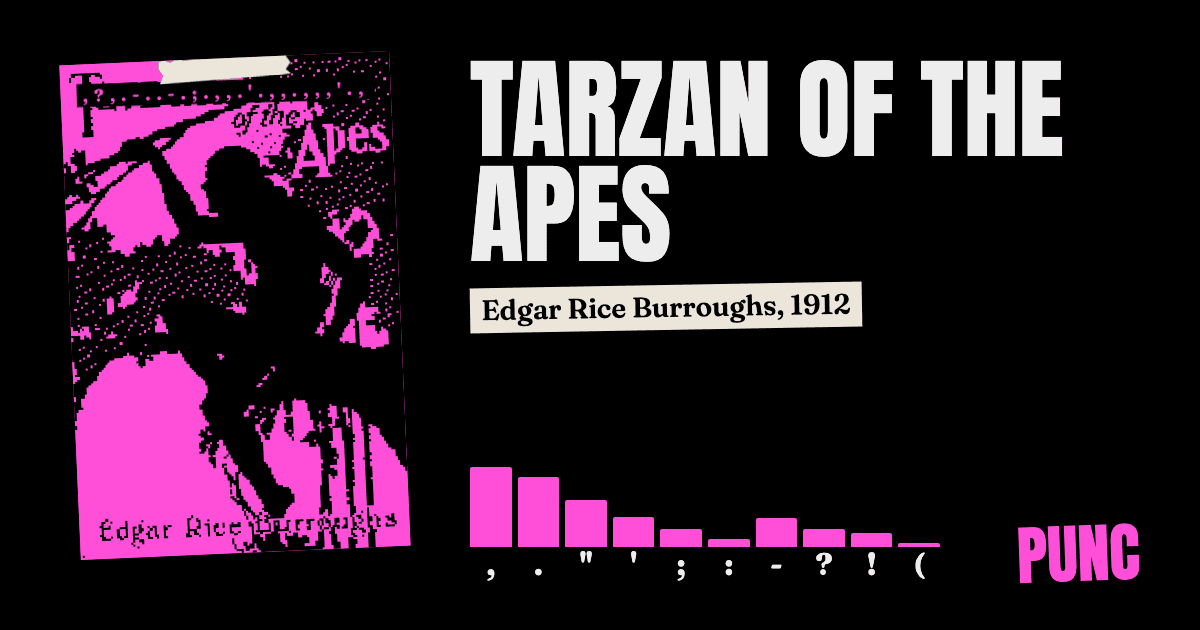 T
,?,.-.--.;.,,.'.,,,.,'.,
of the
Apes
Edgar Rice Burroughs
TARZAN OF THE
APES
Edgar Rice Burroughs, 1912
, . " ' ; : - ? ! (
PUNC